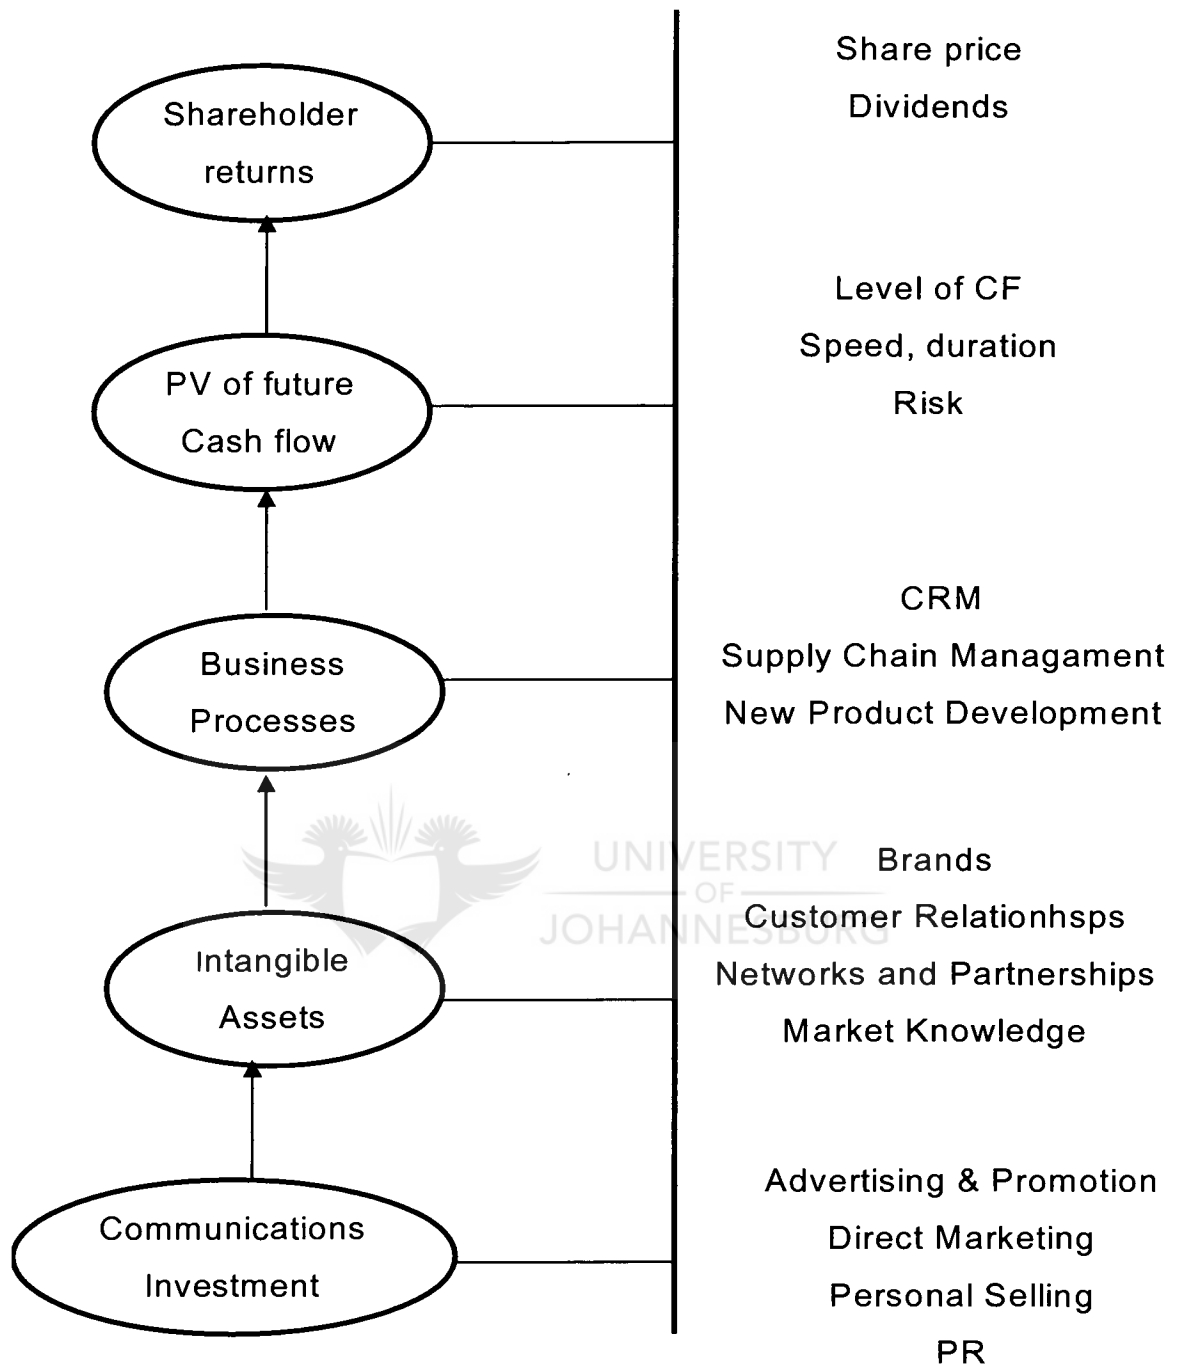 Share price
Dividends
Shareholder
returns
Level of CF
Speed, duration
Risk
PV of future
Cash flow
CRM
Supply Chain Managament
New Product Development
Business
Processes
UNIVERSITY
OF
JOHANNESBURG
Brands
Customer Relationhsps
Networks and Partnerships
Market Knowledge
Intangible
Assets
Advertising & Promotion
Direct Marketing
Personal Selling
PR
Communications
Investment